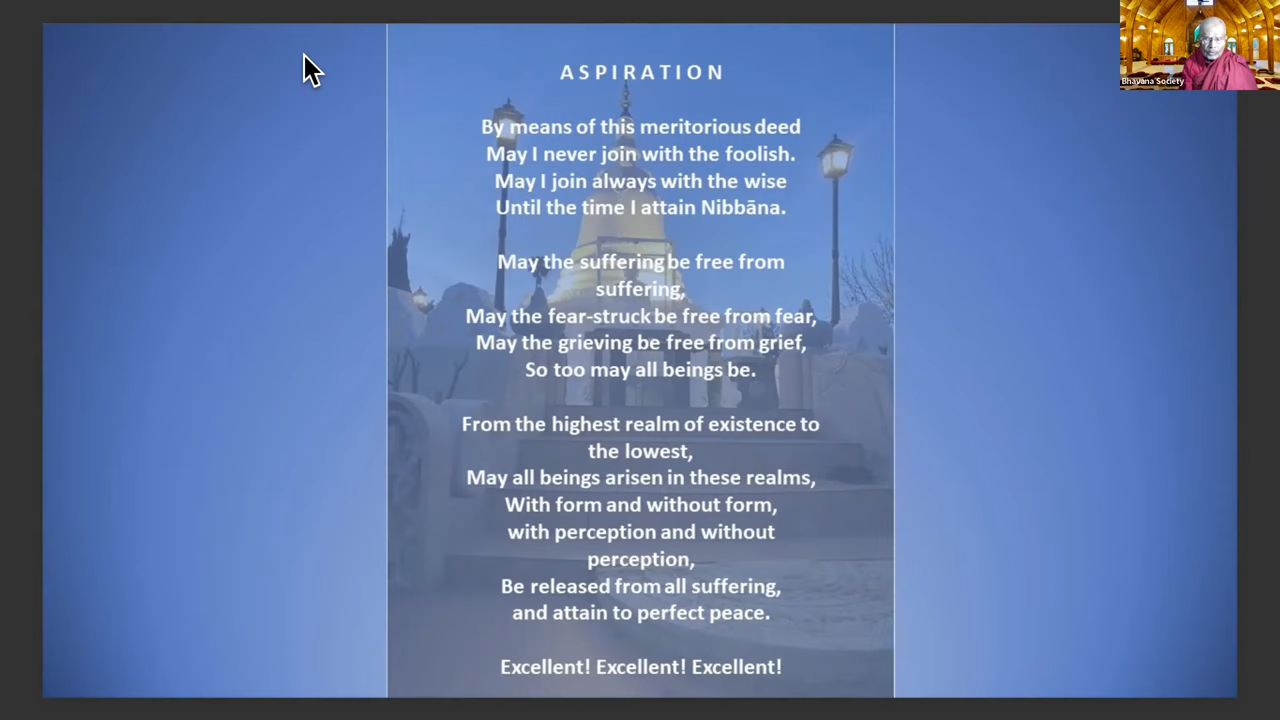 ASPIRATION
By means of this meritorious deed
May I never join with the foolish.
May I join always with the wise
Until the time I attain Nibbāna.
May the suffering be free from
suffering,
May the fear-struck be free from fear,
May the grieving be free from grief,
So too may all beings be.
From the highest realm of existence to
the lowest,
May all beings arisen in these realms,
With form and without form,
with perception and without
perception,
Be released from all suffering,
and attain to perfect peace.
Excellent! Excellent! Excellent!
Bhavana Society